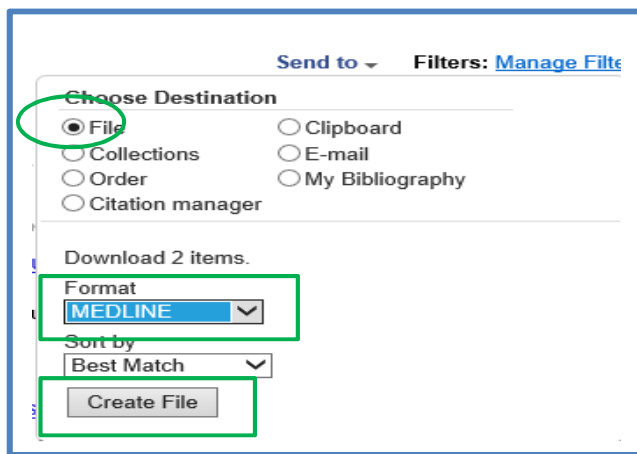 Send to Filters: Manage Filte
Choose Destination
File Clipboard
Collections E-mail
Order My Bibliography
Citation manager
Download 2 items.
Format
MEDLINE
Sort by
Best Match
Create File